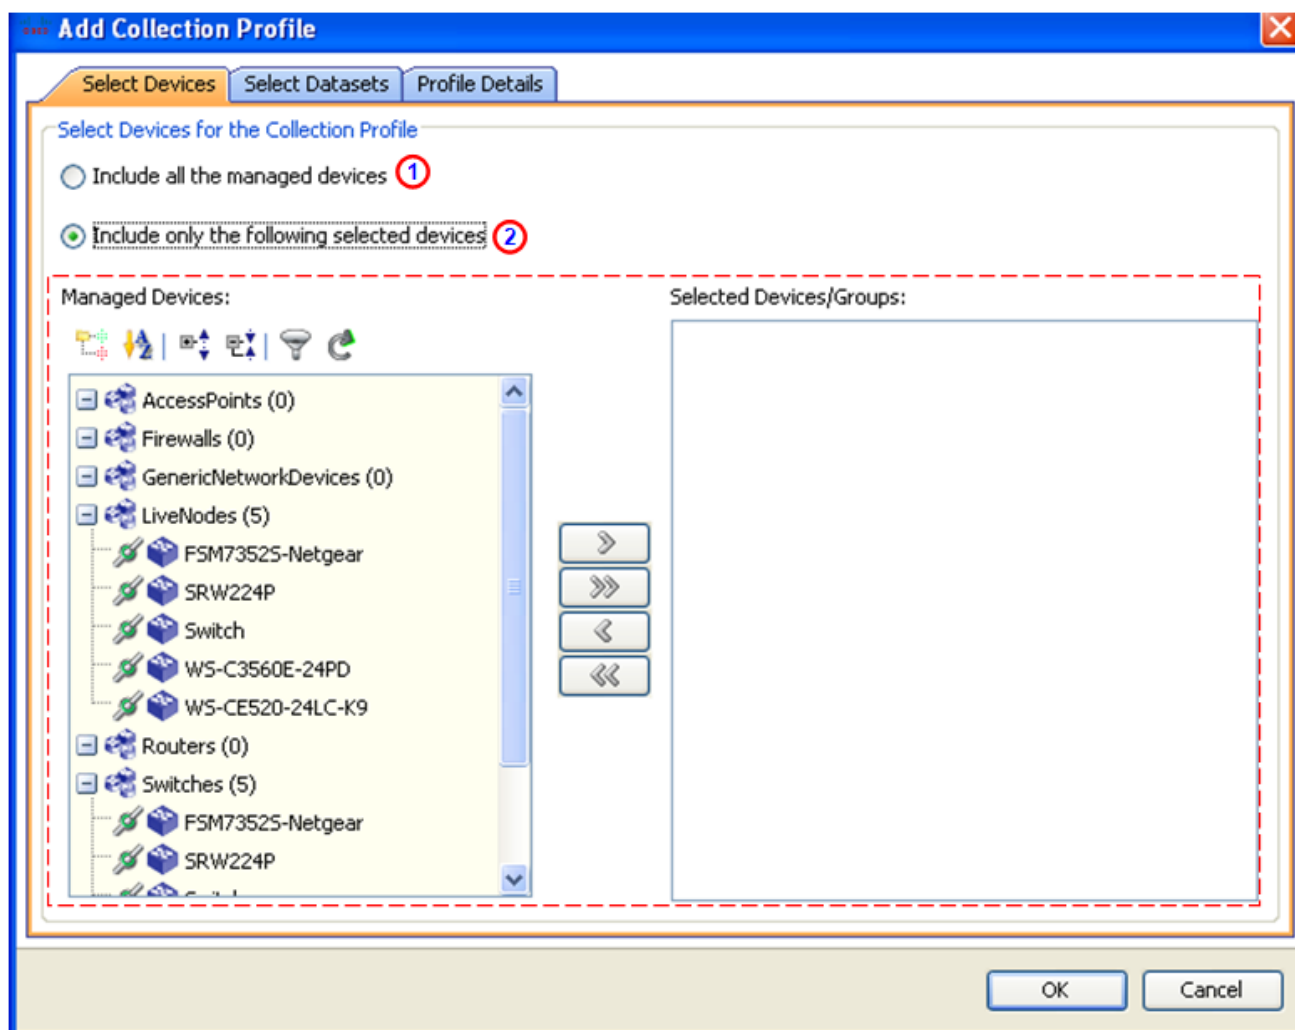 Add Collection Profile
Select Devices Select Datasets Profile Details
Select Devices for the Collection Profile
Include all the managed devices 1
Include only the following selected devices 2
Managed Devices:
Selected Devices/Groups:
AccessPoints (0)
Firewalls (0)
GenericNetworkDevices (0)
LiveNodes (5)
FSM7352S-Netgear
SRW224P
Switch
WS-C3560E-24PD
WS-CE520-24LC-K9
Routers (0)
Switches (5)
FSM7352S-Netgear
SRW224P
OK Cancel